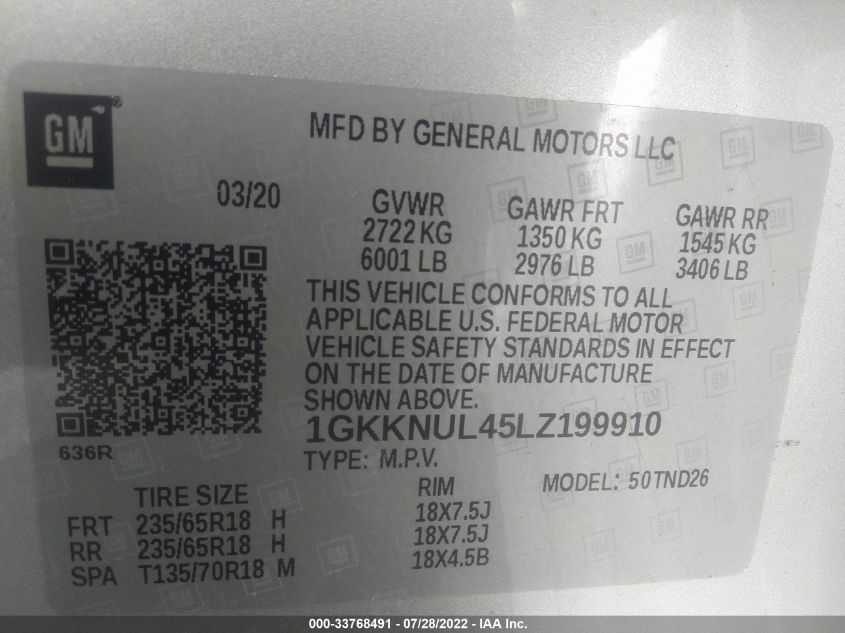 GM®
MFD BY GENERAL MOTORS LLC
03/20
GVWR GAWR FRT GAWR RR
2722 KG 1350 KG 1545 KG
6001 LB 2976 LB 3406 LB
THIS VEHICLE CONFORMS TO ALL
APPLICABLE U.S. FEDERAL MOTOR
VEHICLE SAFETY STANDARDS IN EFFECT
ON THE DATE OF MANUFACTURE
SHOWN ABOVE.
1GKKNUL45LZ199910
636R
TYPE: M.P.V.
MODEL: 50TND26
TIRE SIZE RIM
FRT 235/65R18 H 18X7.5J
RR 235/65R18 H 18X7.5J
SPA T135/70R18 M 18X4.5B
000-33768491 - 07/28/2022 - IAA Inc.